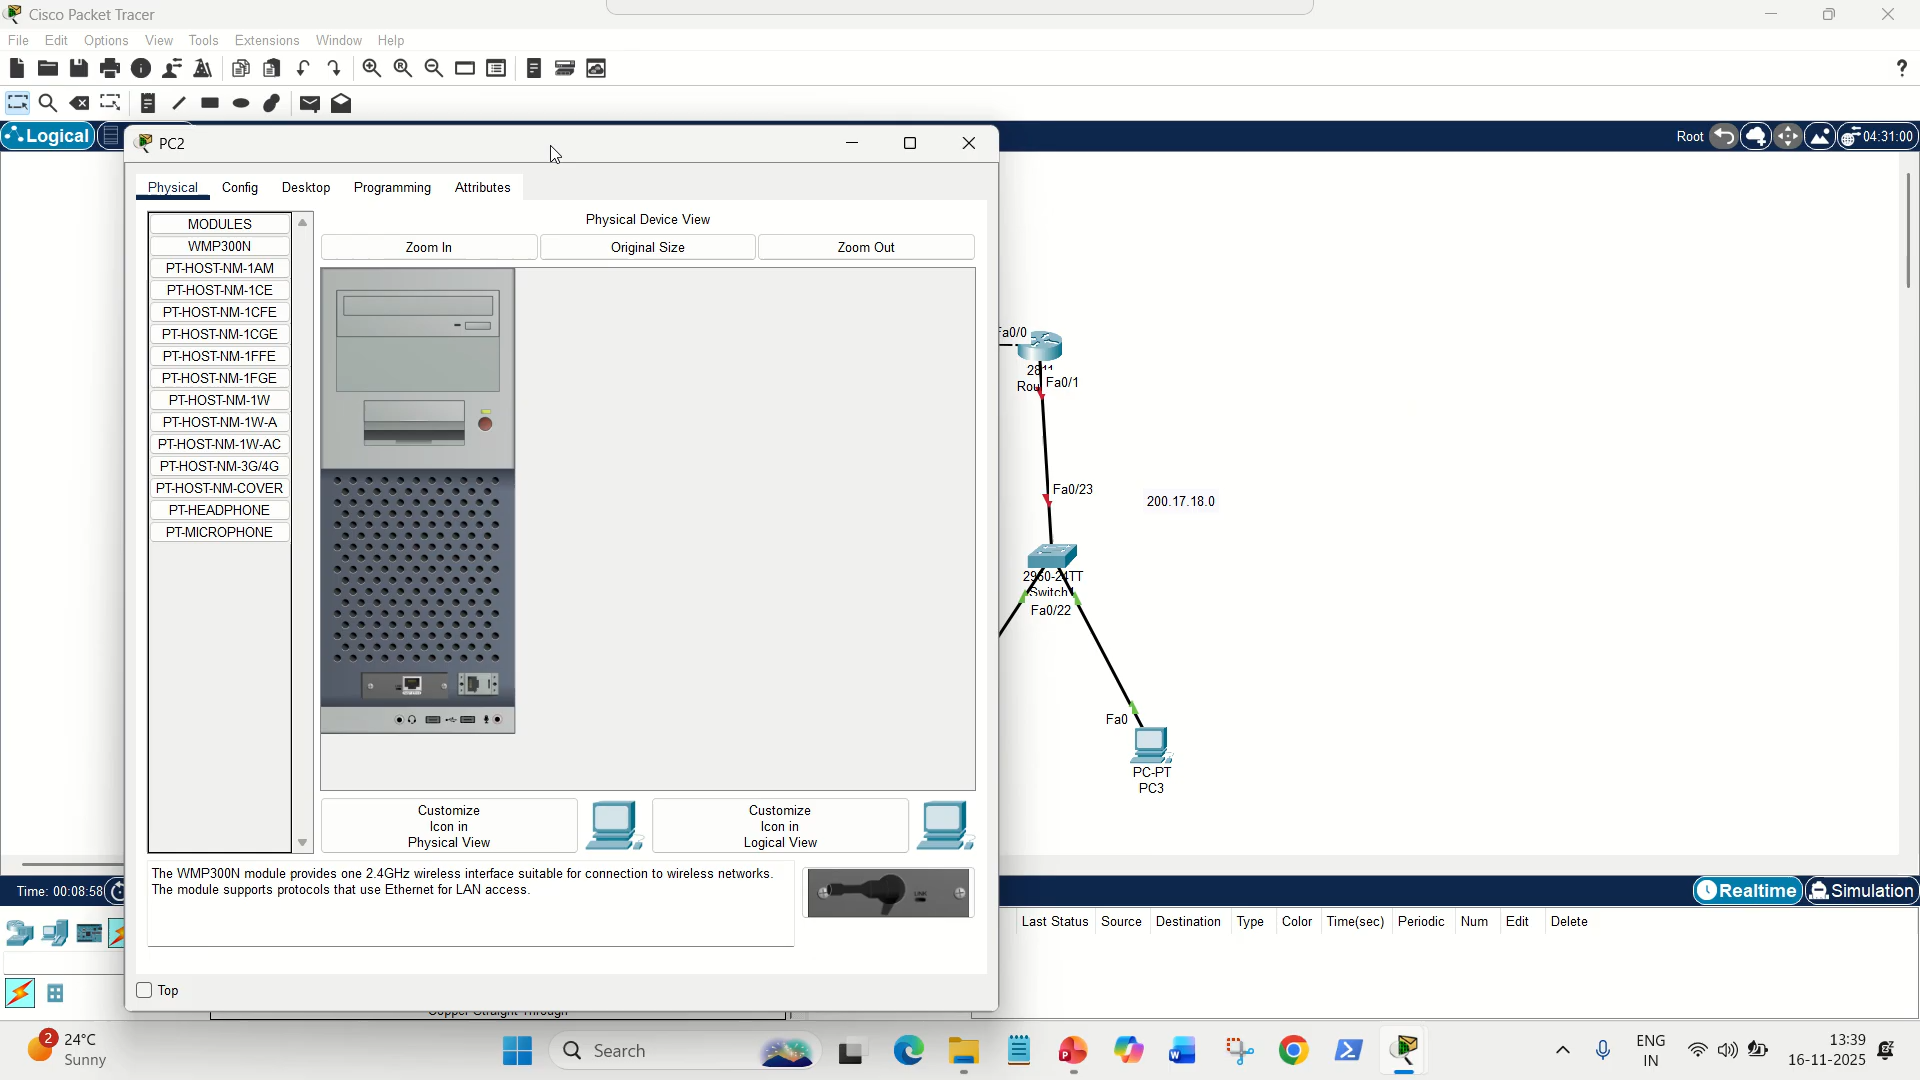 Cisco Packet Tracer
File Edit Options View Tools Extensions Window Help
?
Logical
Root
04:31:00
PC2
Physical Config Desktop Programming Attributes
MODULES
WMP300N
PT-HOST-NM-1AM
PT-HOST-NM-1CE
PT-HOST-NM-1CFE
PT-HOST-NM-1CGE
PT-HOST-NM-1FFE
PT-HOST-NM-1FGE
PT-HOST-NM-1W
PT-HOST-NM-1W-A
PT-HOST-NM-1W-AC
PT-HOST-NM-3G/4G
PT-HOST-NM-COVER
PT-HEADPHONE
PT-MICROPHONE
Physical Device View
Zoom In Original Size Zoom Out
Customize
Icon in
Physical View
Customize
Icon in
Logical View
The WMP300N module provides one 2.4GHz wireless interface suitable for connection to wireless networks.
The module supports protocols that use Ethernet for LAN access.
LINK
Top
Fa0/0
Fa0/1
Fa0/23
200.17.18.0
2950-24TT
Switch1
Fa0/22
Fa0
PC-PT
PC3
Time: 00:08:58
Realtime
Simulation
Last Status Source Destination Type Color Time(sec) Periodic Num Edit Delete
Copper Straight-Through
2
24°C
Sunny
Search
ENG
IN
13:39
16-11-2025